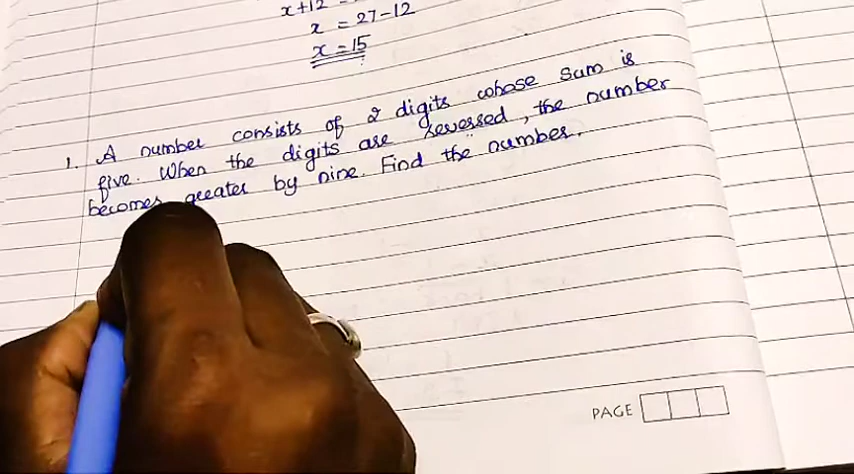 x+12
x = 27-12
x = 15
1. A number consists of 2 digits whose sum is
five. When the digits are reversed, the number
becomes greater by nine. Find the number.
PAGE